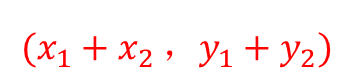 (x₁ + x₂ , y₁ + y₂)